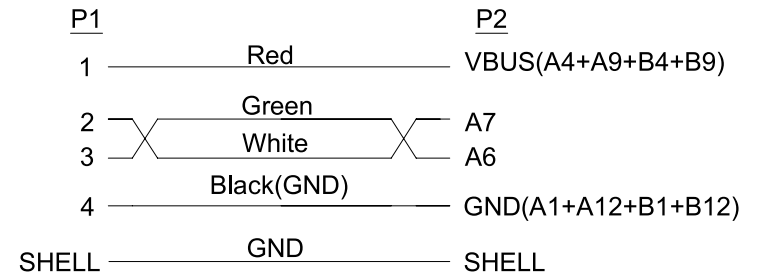 P1 P2
1 Red VBUS(A4+A9+B4+B9)
2 Green A7
3 White A6
4 Black(GND) GND(A1+A12+B1+B12)
SHELL GND SHELL